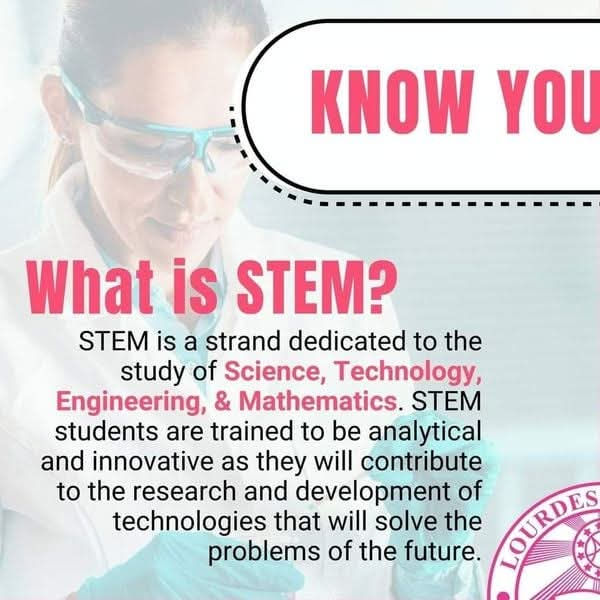 KNOW YOU
What is STEM?
STEM is a strand dedicated to the
study of Science, Technology,
Engineering, & Mathematics. STEM
students are trained to be analytical
and innovative as they will contribute
to the research and development of
technologies that will solve the
problems of the future.
LOURDES